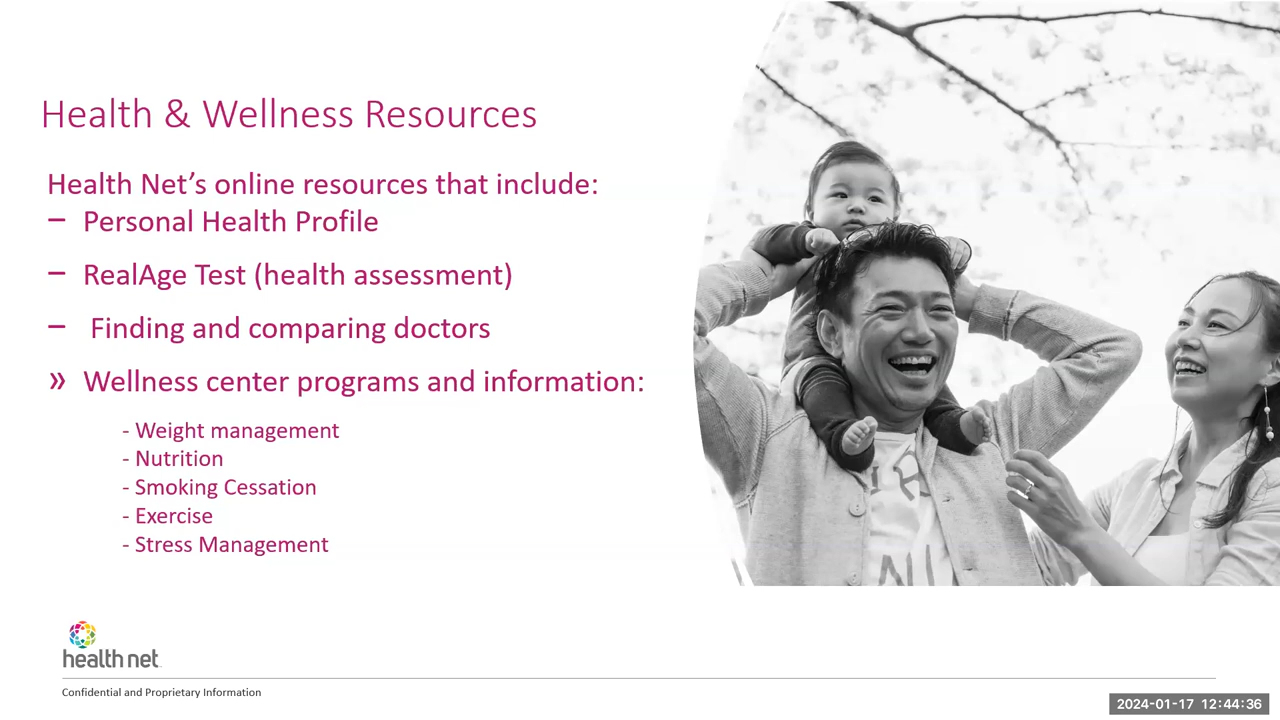 Health & Wellness Resources
Health Net’s online resources that include:
– Personal Health Profile
– RealAge Test (health assessment)
– Finding and comparing doctors
» Wellness center programs and information:
- Weight management
- Nutrition
- Smoking Cessation
- Exercise
- Stress Management
health net
Confidential and Proprietary Information
2024-01-17 12:44:36